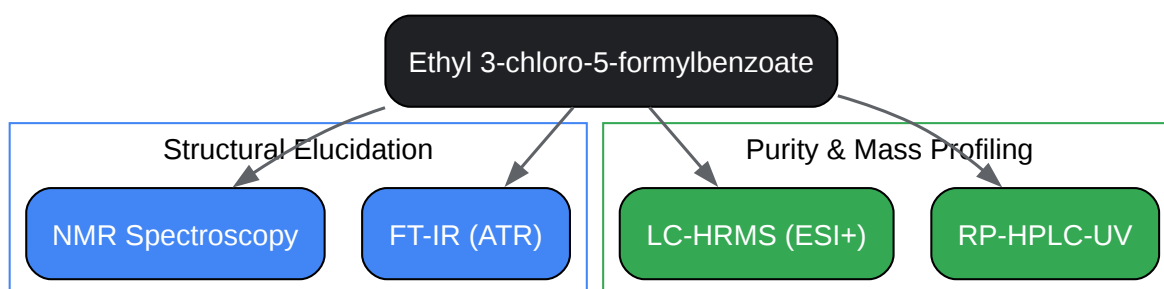 Ethyl 3-chloro-5-formylbenzoate
Structural Elucidation
Purity & Mass Profiling
NMR Spectroscopy
FT-IR (ATR)
LC-HRMS (ESI+)
RP-HPLC-UV